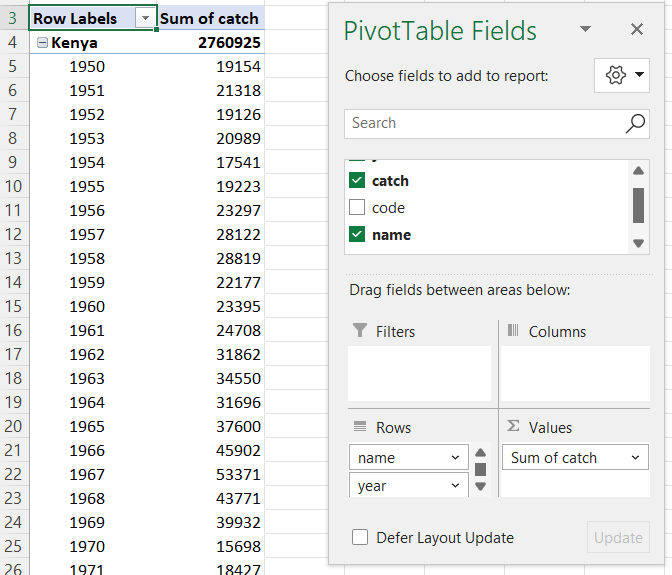 3 Row Labels Sum of catch
4 Kenya 2760925
5 1950 19154
6 1951 21318
7 1952 19126
8 1953 20989
9 1954 17541
10 1955 19223
11 1956 23297
12 1957 28122
13 1958 28819
14 1959 22177
15 1960 23395
16 1961 24708
17 1962 31862
18 1963 34550
19 1964 31696
20 1965 37600
21 1966 45902
22 1967 53371
23 1968 43771
24 1969 39932
25 1970 15698
26 1971 18427
PivotTable Fields
Choose fields to add to report:
Search
catch
code
name
Drag fields between areas below:
Filters
Columns
Rows
Σ Values
name
Sum of catch
year
Defer Layout Update
Update